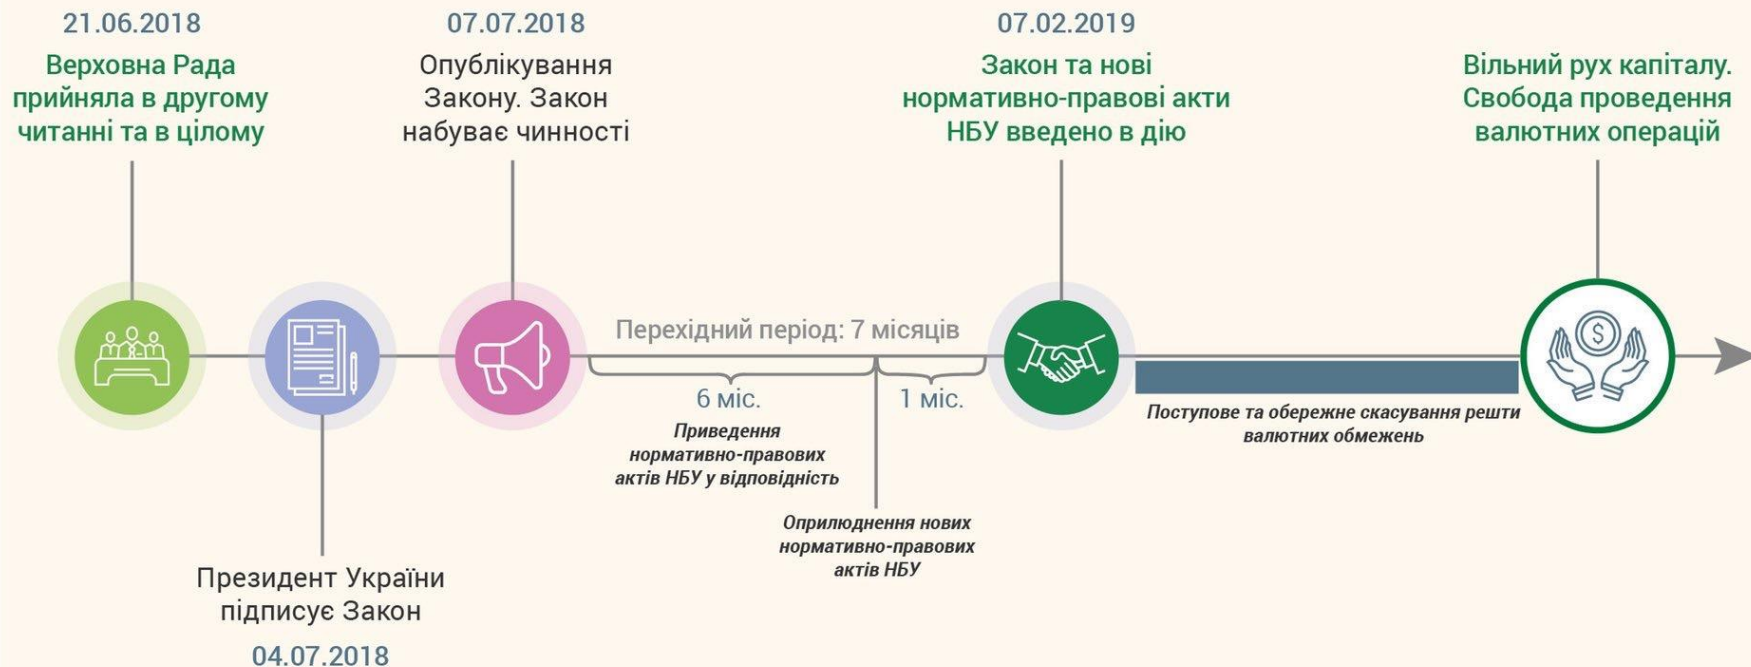 21.06.2018
Верховна Рада
прийняла в другому
читанні та в цілому
Президент України
підписує Закон
04.07.2018
07.07.2018
Опублікування
Закону. Закон
набуває чинності
Перехідний період: 7 місяців
6 міс.
Приведення
нормативно-правових
актів НБУ у відповідність
1 міс.
Оприлюднення нових
нормативно-правових
актів НБУ
07.02.2019
Закон та нові
нормативно-правові акти
НБУ введено в дію
Поступове та обережне скасування решти
валютних обмежень
Вільний рух капіталу.
Свобода проведення
валютних операцій
$